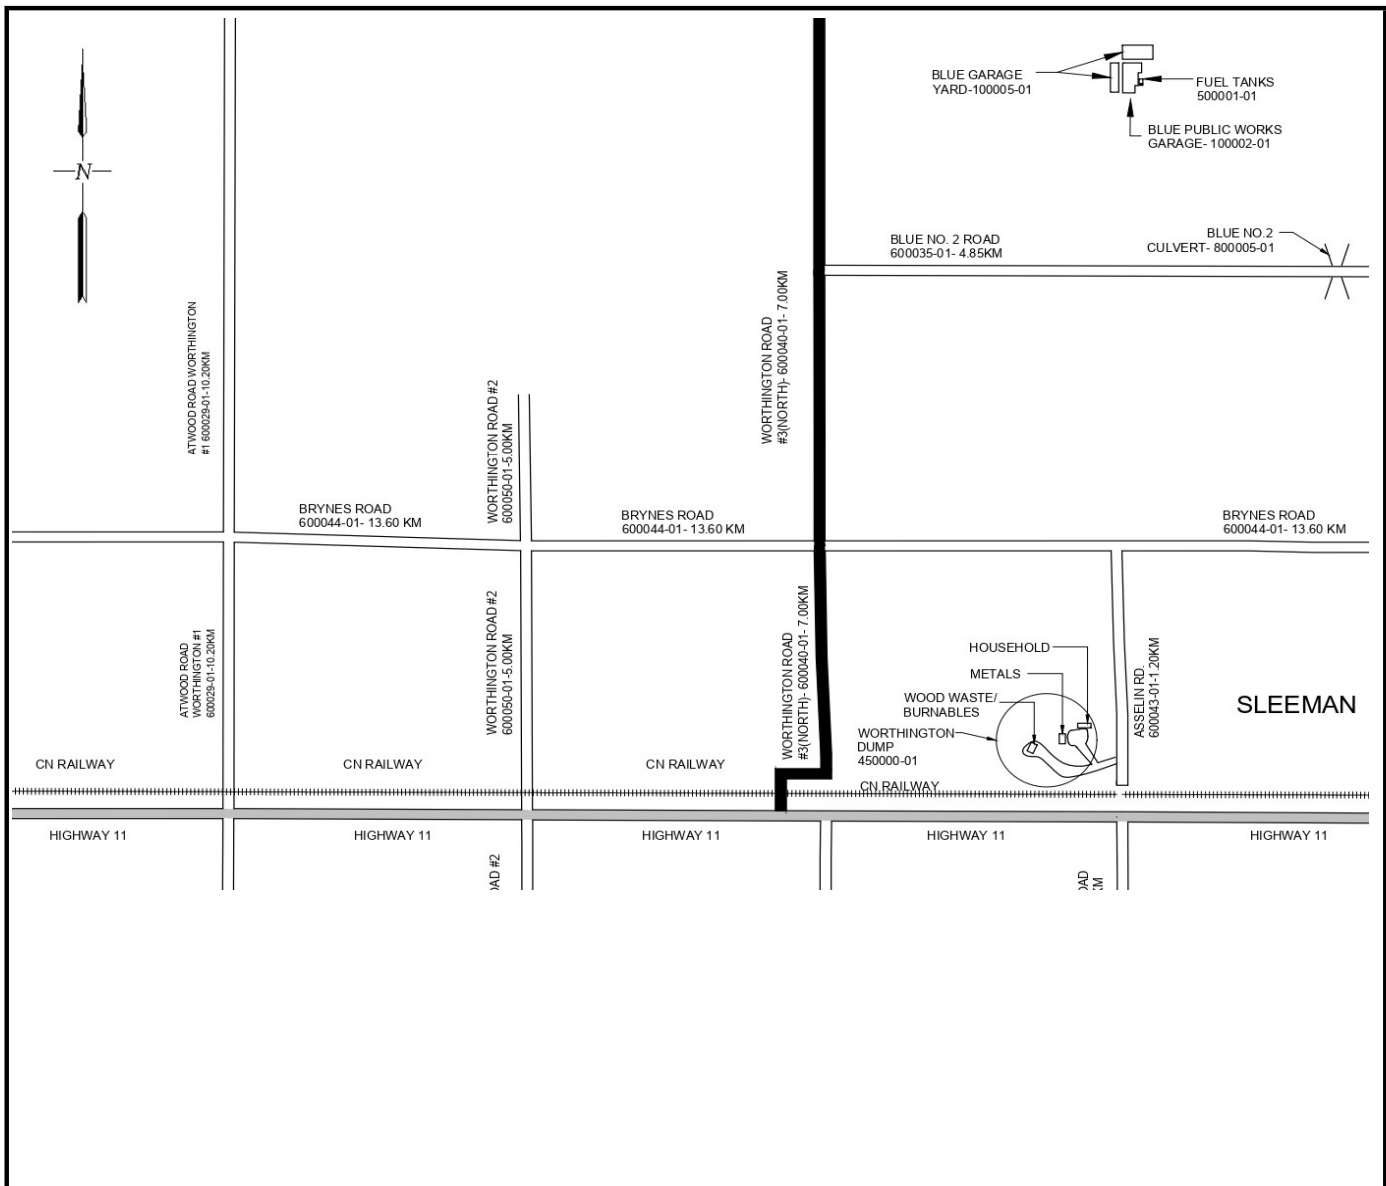 BLUE GARAGE
YARD-100005-01
FUEL TANKS
500001-01
BLUE PUBLIC WORKS
GARAGE- 100002-01
N
BLUE NO. 2 ROAD
600035-01- 4.85KM
BLUE NO.2
CULVERT- 800005-01
ATWOOD ROAD WORTHINGTON
#1 600029-01-10.20KM
WORTHINGTON ROAD #2
600050-01-5.00KM
WORTHINGTON ROAD
#3(NORTH)- 600040-01- 7.00KM
BRYNES ROAD
600044-01- 13.60 KM
BRYNES ROAD
600044-01- 13.60 KM
BRYNES ROAD
600044-01- 13.60 KM
ATWOOD ROAD
WORTHINGTON #1
600029-01-10.20KM
WORTHINGTON ROAD #2
600050-01-5.00KM
WORTHINGTON ROAD
#3(NORTH)- 600040-01- 7.00KM
HOUSEHOLD
METALS
WOOD WASTE/
BURNABLES
WORTHINGTON
DUMP
450000-01
ASSELIN RD.
600043-01-1.20KM
SLEEMAN
CN RAILWAY
CN RAILWAY
CN RAILWAY
CN RAILWAY
HIGHWAY 11
HIGHWAY 11
HIGHWAY 11
HIGHWAY 11
HIGHWAY 11
AD #2
AD
KM